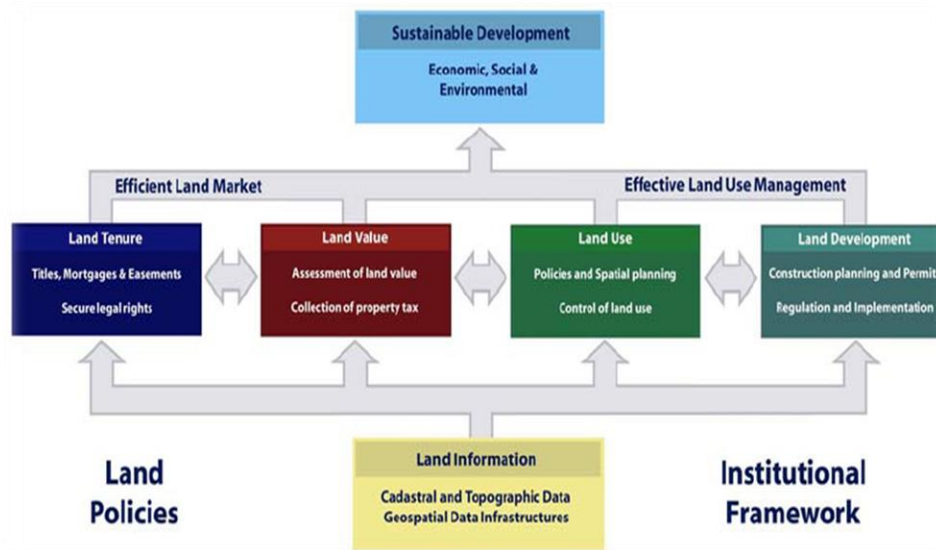 Sustainable Development
Economic, Social &
Environmental
Efficient Land Market
Effective Land Use Management
Land Tenure
Titles, Mortgages & Easements
Secure legal rights
Land Value
Assessment of land value
Collection of property tax
Land Use
Policies and Spatial planning
Control of land use
Land Development
Construction planning and Permit
Regulation and Implementation
Land
Policies
Land Information
Cadastral and Topographic Data
Geospatial Data Infrastructures
Institutional
Framework